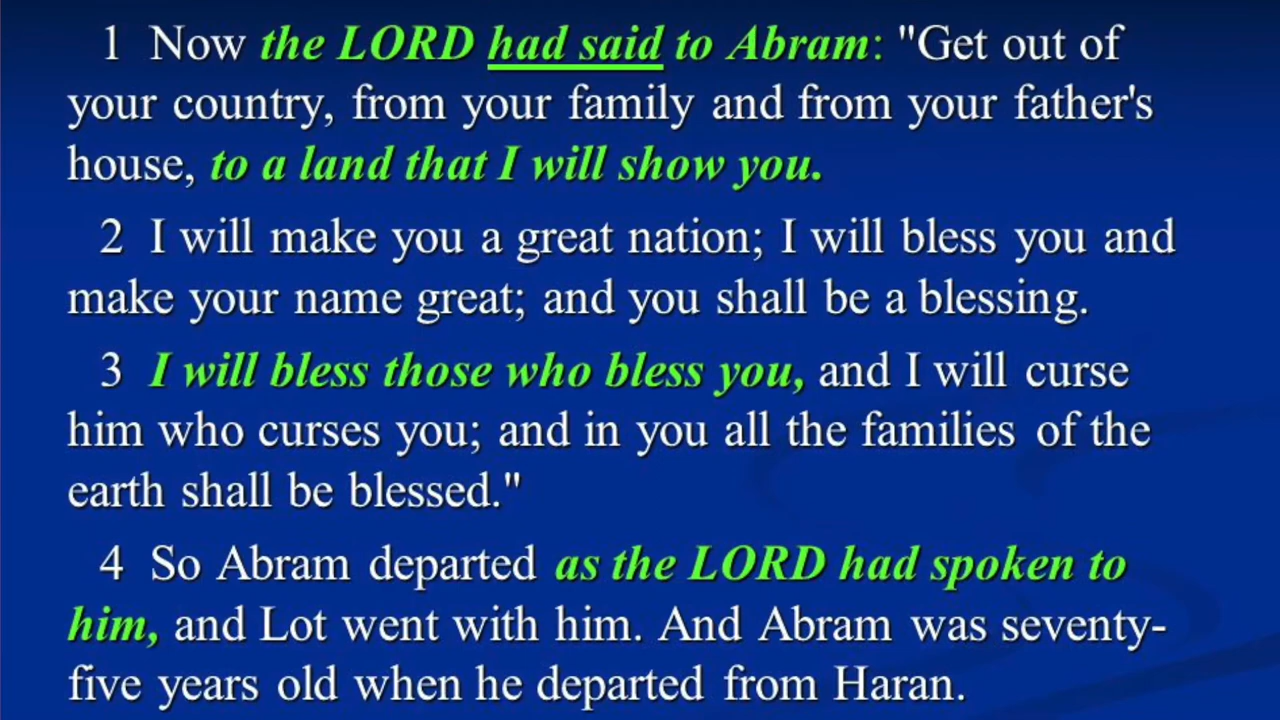 1 Now the LORD had said to Abram: "Get out of
your country, from your family and from your father's
house, to a land that I will show you.
2 I will make you a great nation; I will bless you and
make your name great; and you shall be a blessing.
3 I will bless those who bless you, and I will curse
him who curses you; and in you all the families of the
earth shall be blessed."
4 So Abram departed as the LORD had spoken to
him, and Lot went with him. And Abram was seventy-
five years old when he departed from Haran.